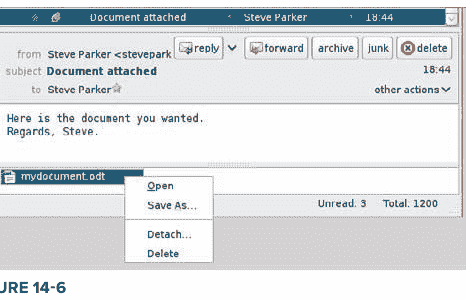 Document attached Steve Parker 18:44
from Steve Parker <stevepark reply forward archive junk delete
subject Document attached 18:44
to Steve Parker other actions
Here is the document you wanted.
Regards, Steve.
mydocument.odt
Open
Save As...
Unread: 3 Total: 1200
Detach...
Delete
URE 14-6